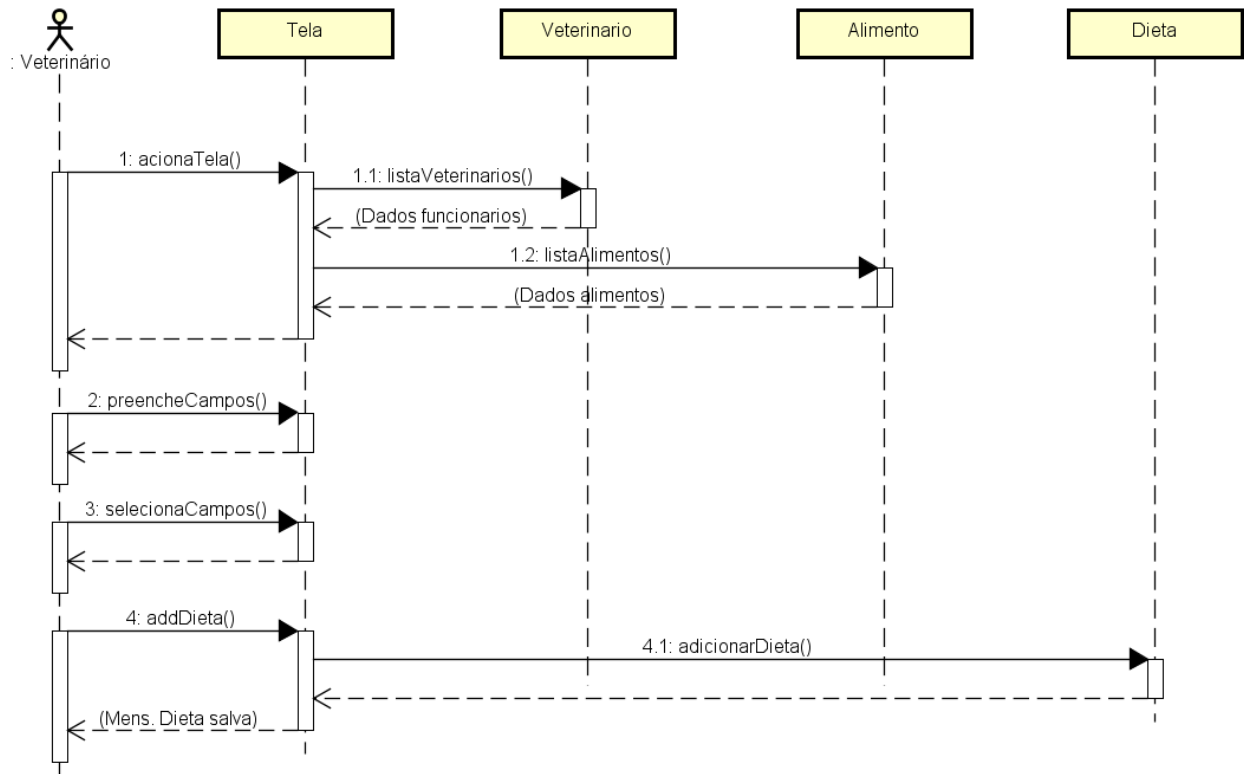 : Veterinário
Tela
Veterinario
Alimento
Dieta
1: acionaTela()
1.1: listaVeterinarios()
(Dados funcionarios)
1.2: listaAlimentos()
(Dados alimentos)
2: preencheCampos()
3: selecionaCampos()
4: addDieta()
4.1: adicionarDieta()
(Mens. Dieta salva)